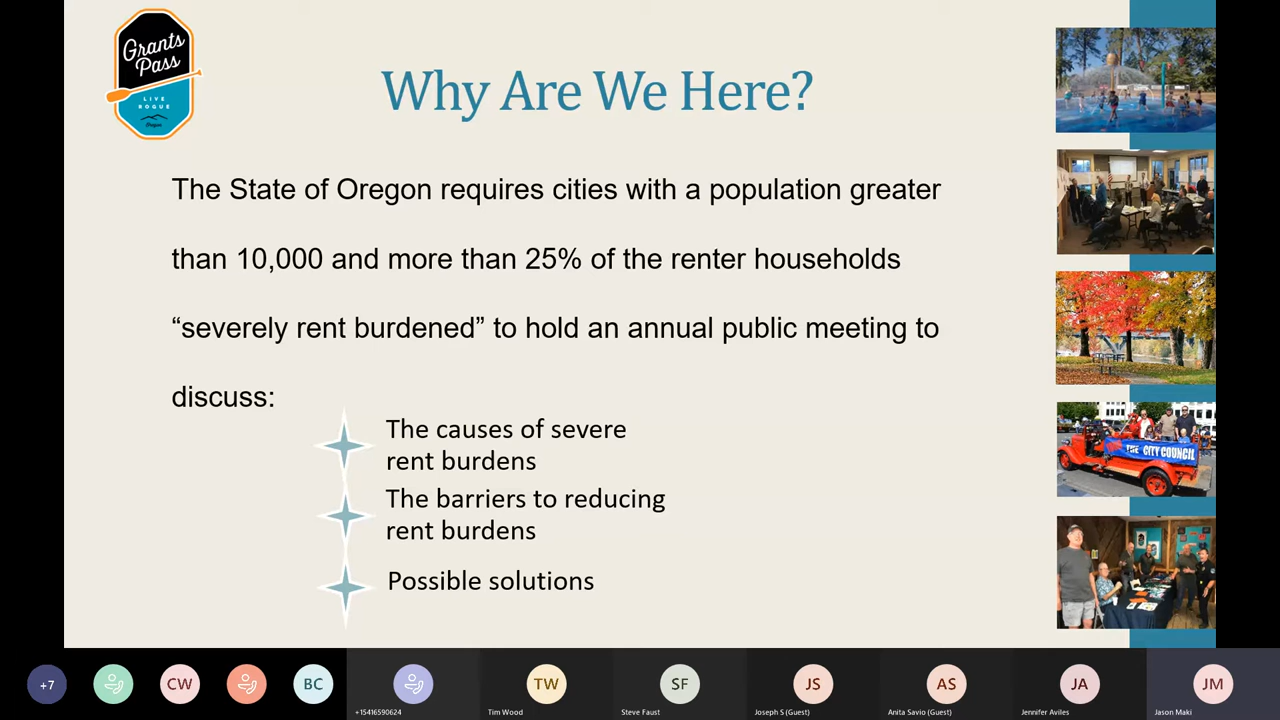 Grants
Pass
LIVE
ROGUE
Oregon
Why Are We Here?
The State of Oregon requires cities with a population greater
than 10,000 and more than 25% of the renter households
“severely rent burdened” to hold an annual public meeting to
discuss:
The causes of severe
rent burdens
The barriers to reducing
rent burdens
Possible solutions
THE CITY COUNCIL
+7
CW
BC
TW
SF
JS
AS
JA
JM
+15416590624
Tim Wood
Steve Faust
Joseph S (Guest)
Anita Savio (Guest)
Jennifer Aviles
Jason Maki